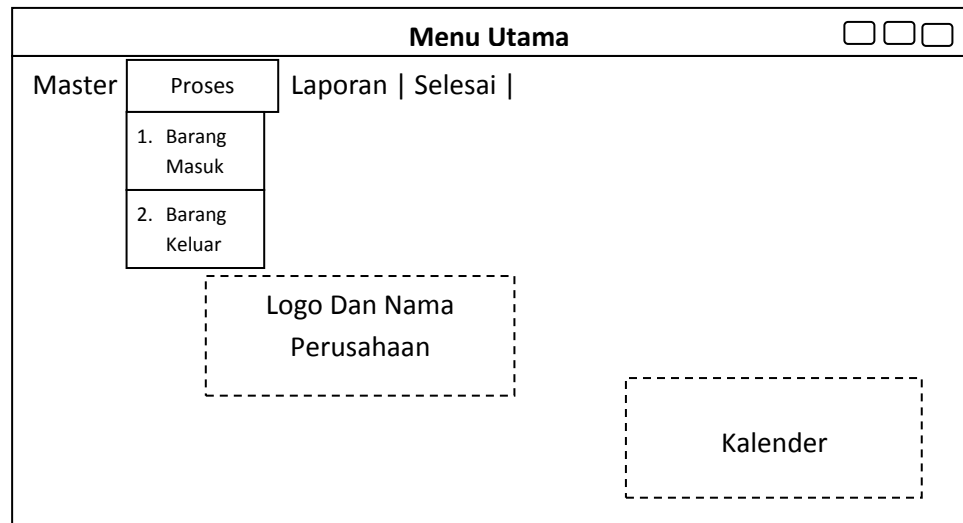 Menu Utama
Master Proses Laporan | Selesai |
1. Barang
Masuk
2. Barang
Keluar
Logo Dan Nama
Perusahaan
Kalender